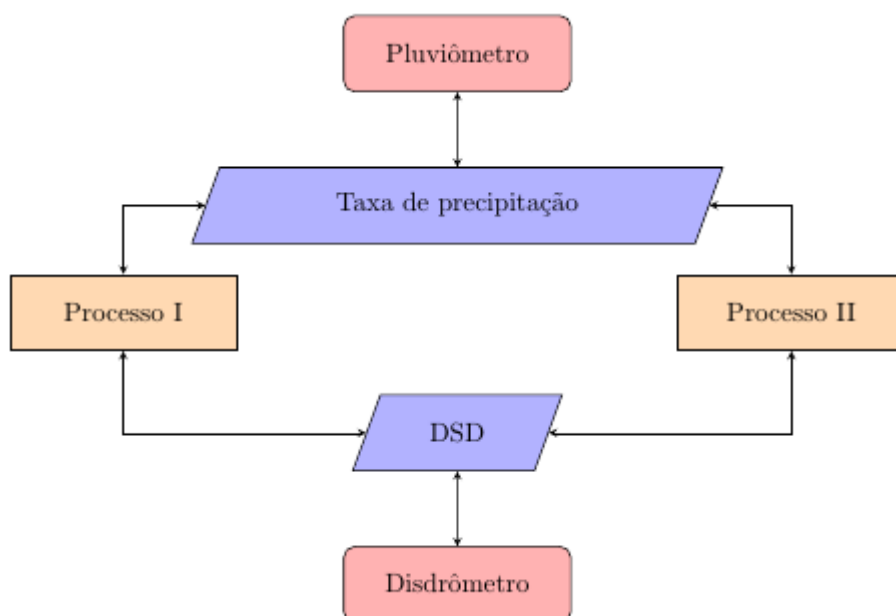 Pluviômetro
Taxa de precipitação
Processo I
Processo II
DSD
Disdrômetro